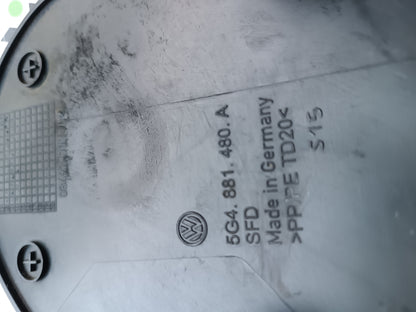 5G4.881.480.A
SFD
Made in Germany
>PP/PE TD20<
S15